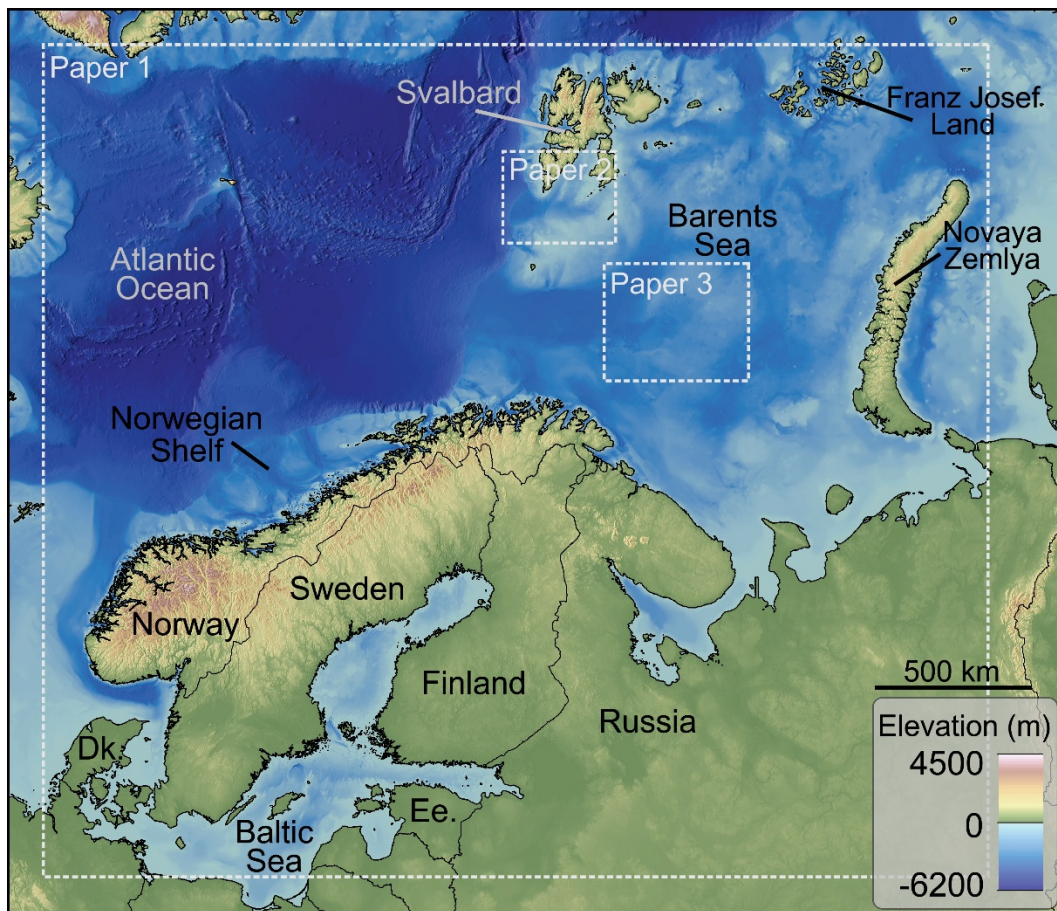 Paper 1
Svalbard
Franz Josef
Land
Paper 2
Barents
Sea
Novaya
Zemlya
Atlantic
Ocean
Paper 3
Norwegian
Shelf
Sweden
Norway
Finland
500 km
Russia
Elevation (m)
4500
0
-6200
Dk.
Ee.
Baltic
Sea